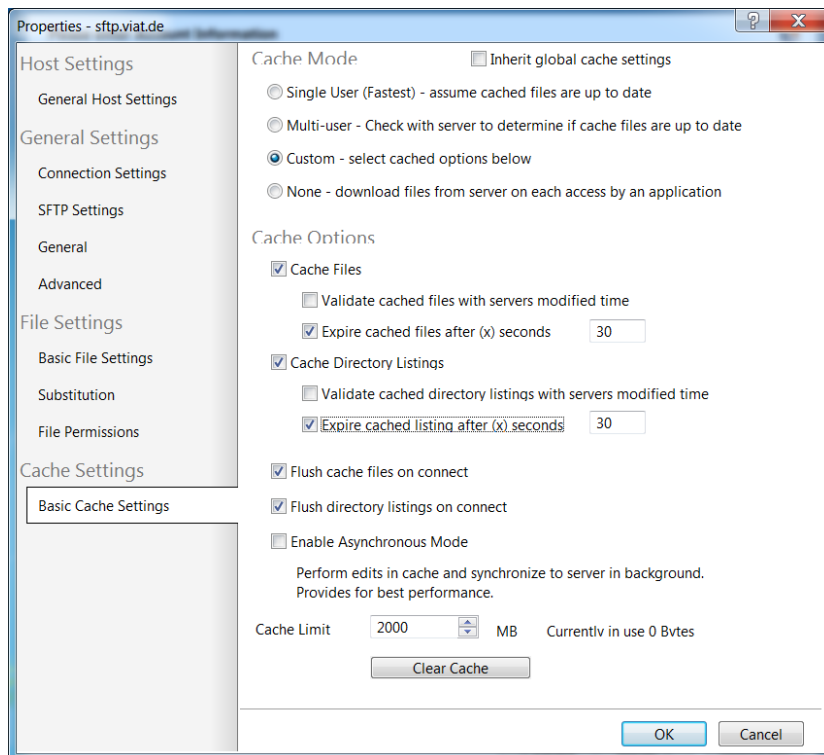 Properties - sftp.viat.de
Host Settings
General Host Settings
General Settings
Connection Settings
SFTP Settings
General
Advanced
File Settings
Basic File Settings
Substitution
File Permissions
Cache Settings
Basic Cache Settings
Cache Mode
Inherit global cache settings
Single User (Fastest) - assume cached files are up to date
Multi-user - Check with server to determine if cache files are up to date
Custom - select cached options below
None - download files from server on each access by an application
Cache Options
Cache Files
Validate cached files with servers modified time
Expire cached files after (x) seconds 30
Cache Directory Listings
Validate cached directory listings with servers modified time
Expire cached listing after (x) seconds 30
Flush cache files on connect
Flush directory listings on connect
Enable Asynchronous Mode
Perform edits in cache and synchronize to server in background.
Provides for best performance.
Cache Limit 2000 MB Currently in use 0 Bytes
Clear Cache
OK Cancel